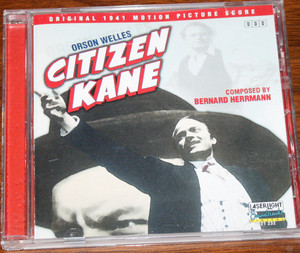 ORIGINAL 1941 MOTION PICTURE SCORE
ORSON WELLES
CITIZEN
KANE
COMPOSED BY
BERNARD HERRMANN
LASERLIGHT